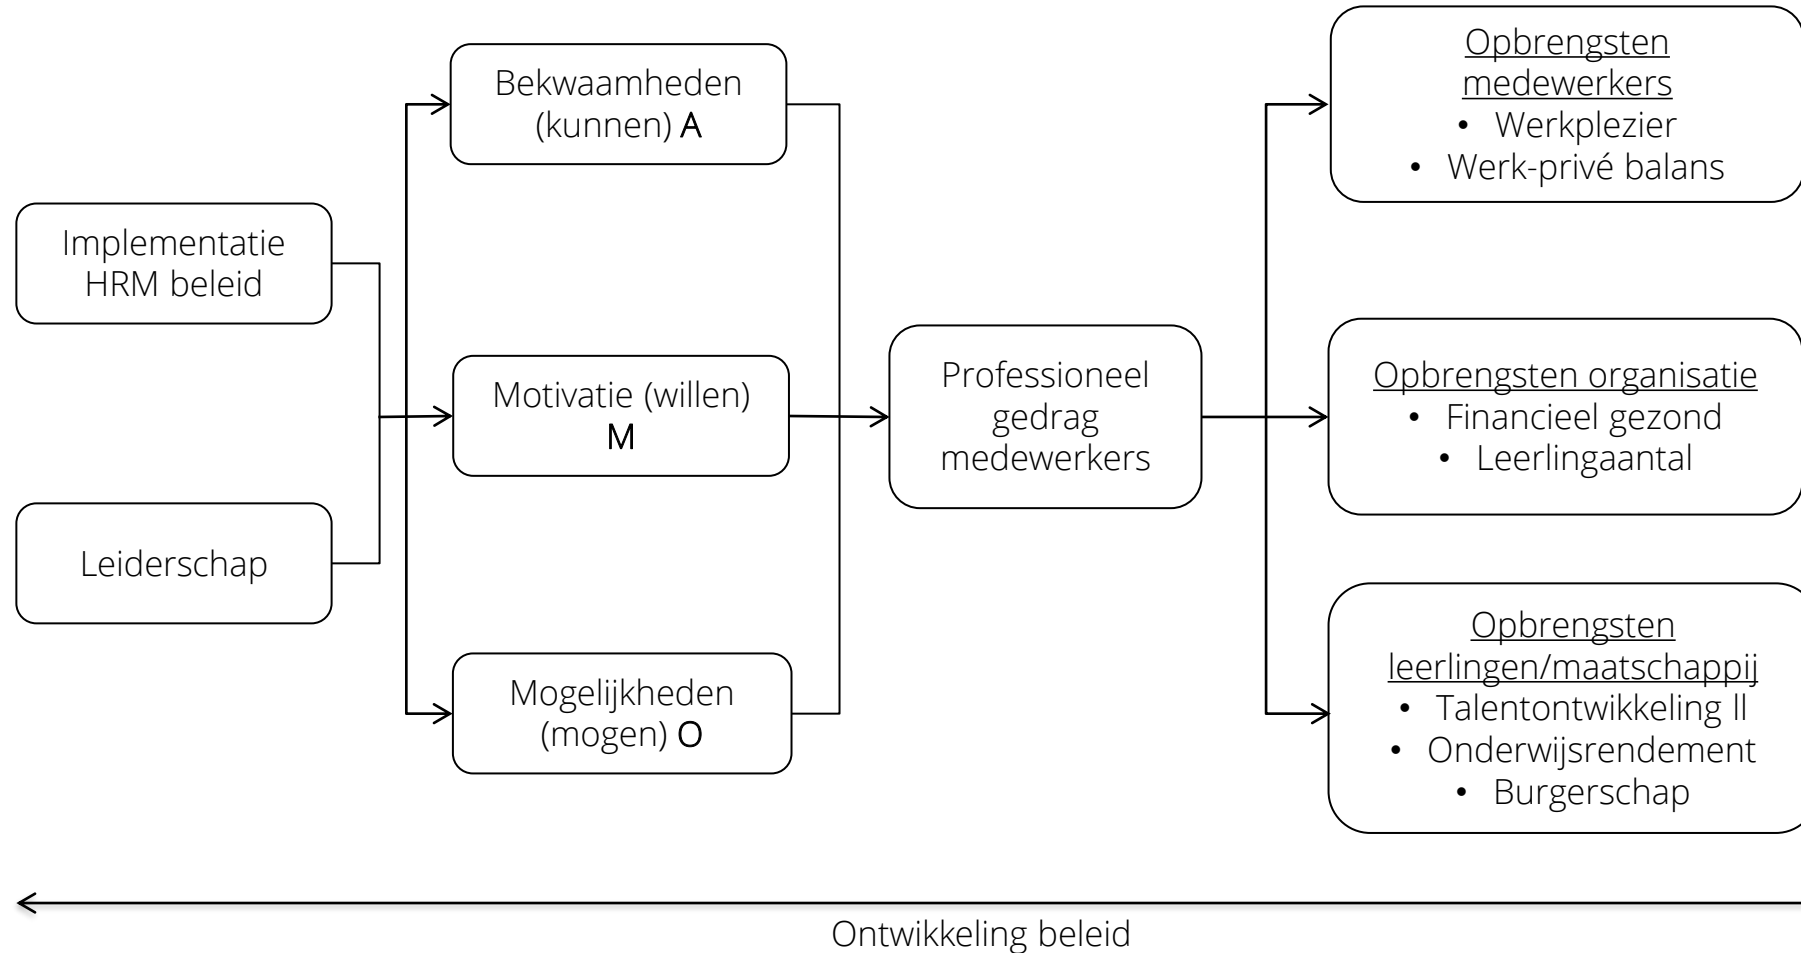 Implementatie
HRM beleid
Leiderschap
Bekwaamheden
(kunnen) A
Motivatie (willen)
M
Mogelijkheden
(mogen) O
Professioneel
gedrag
medewerkers
Opbrengsten
medewerkers
• Werkplezier
• Werk-privé balans
Opbrengsten organisatie
• Financieel gezond
• Leerlingaantal
Opbrengsten
leerlingen/maatschappij
• Talentontwikkeling ll
• Onderwijsrendement
• Burgerschap
Ontwikkeling beleid